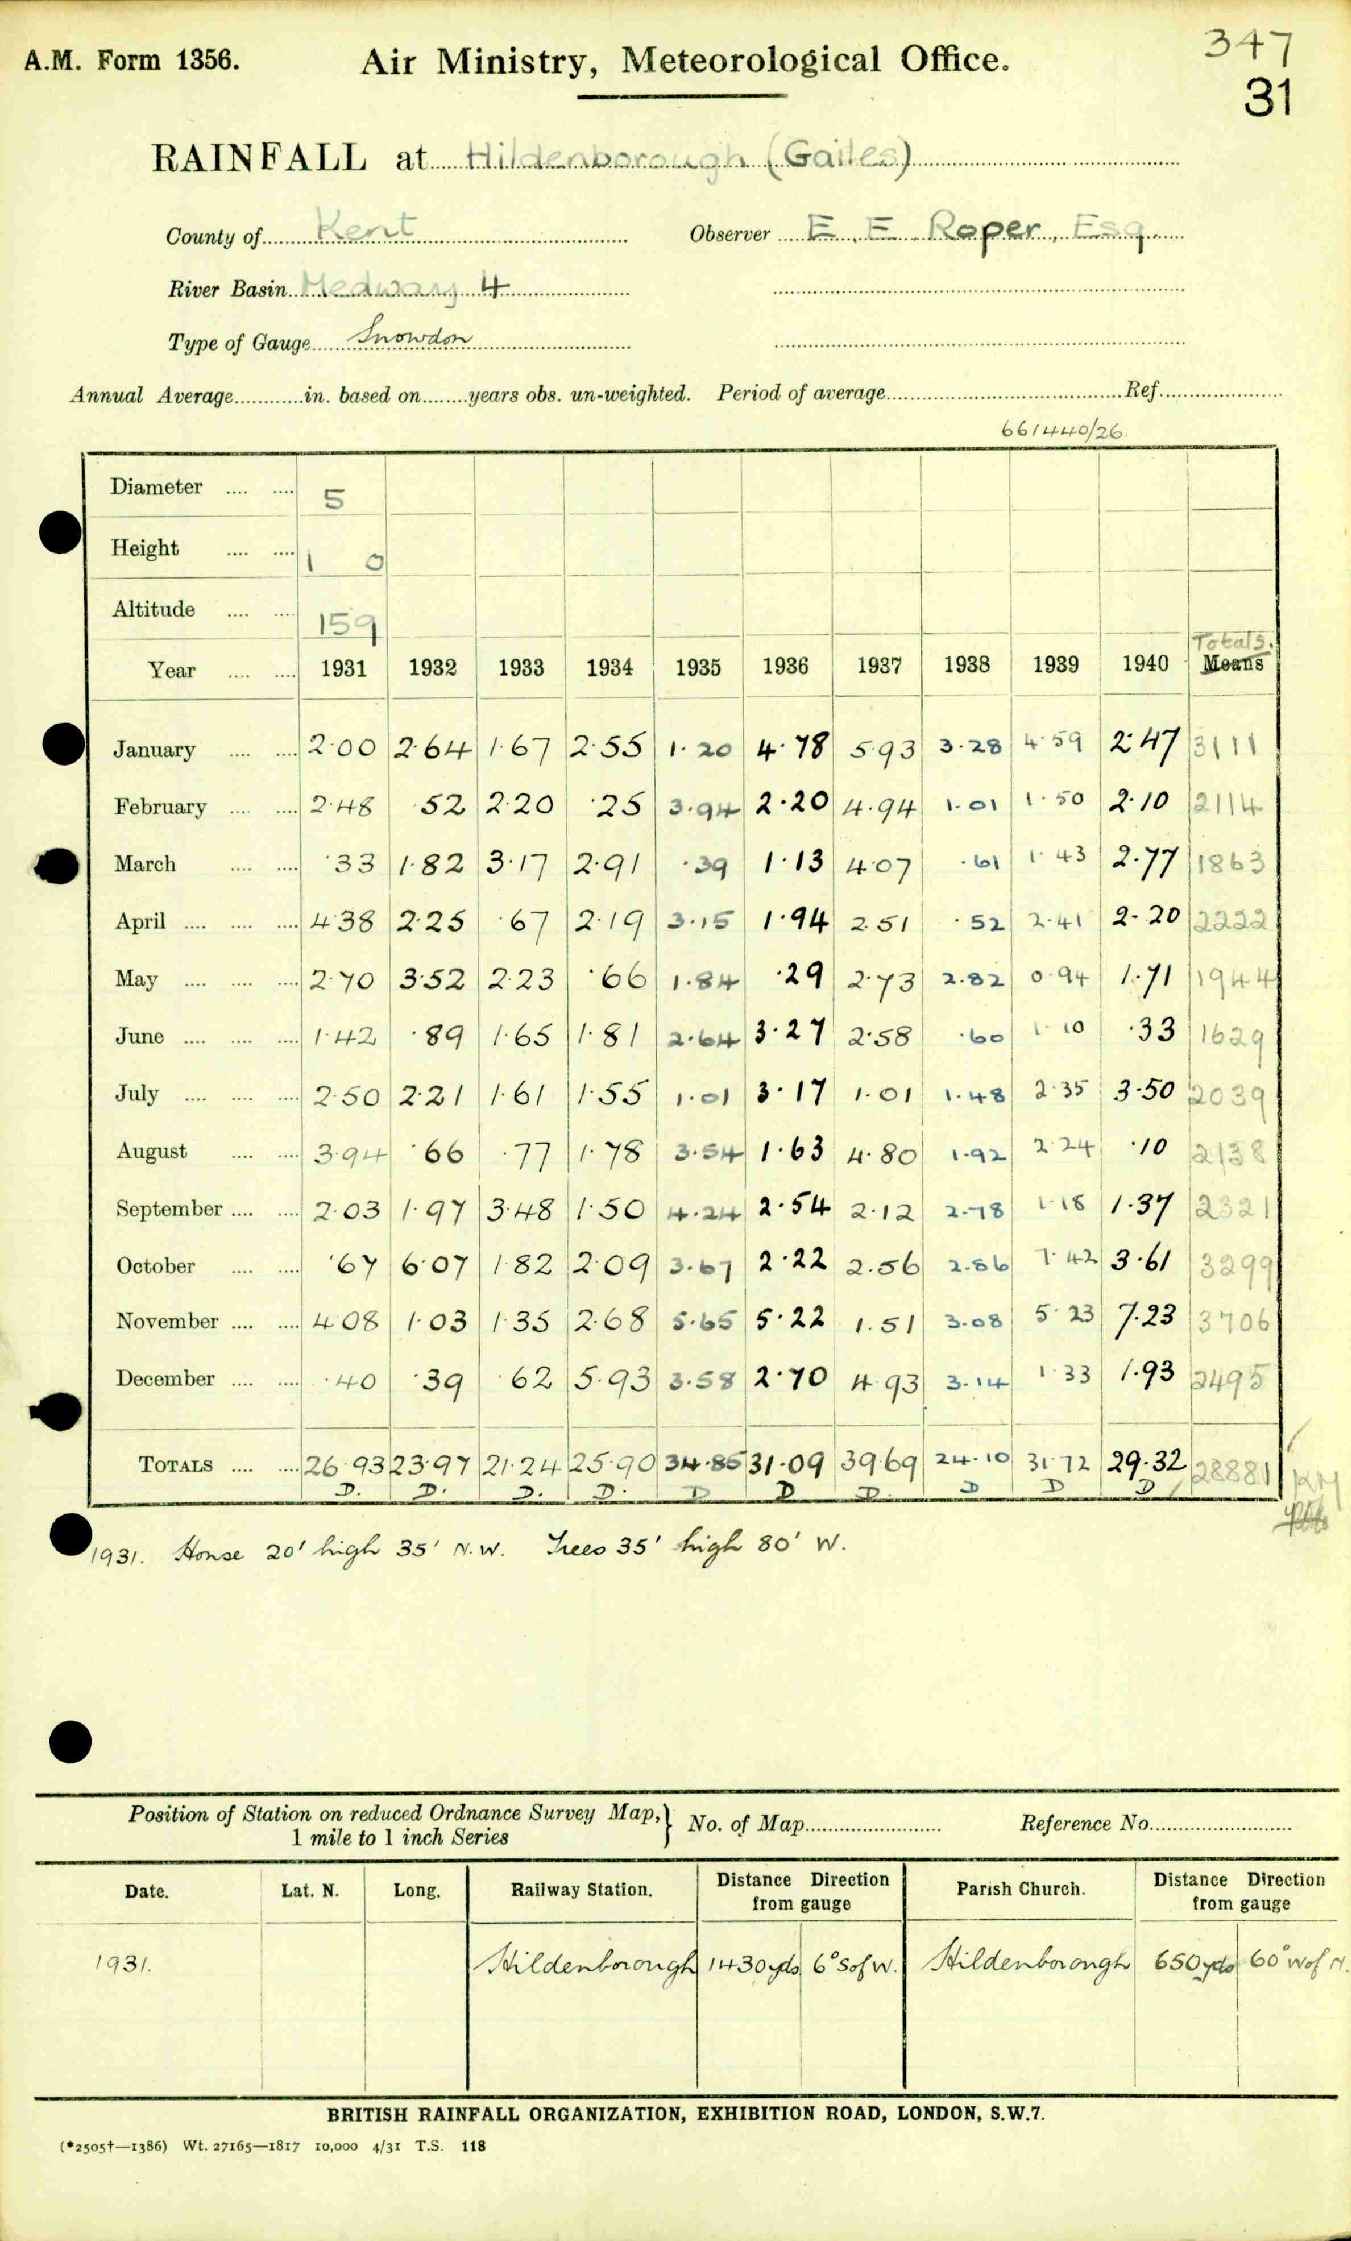 A.M. Form 1356.
Air Ministry, Meteorological Office.
347
31
RAINFALL at Hildenborough (Gailes)
County of Kent Observer E. E. Roper, Esq.
River Basin Medway 4
Type of Gauge Snowdon
Annual Average............in. based on........years obs. un-weighted. Period of average.......... Ref..........
661440/26
Diameter .... .... 5
Height .... .... 1 0
Altitude .... .... 159
Totals.
Year .... .... 1931 1932 1933 1934 1935 1936 1937 1938 1939 1940 Means
January .... .... 2·00 2·64 1·67 2·55 1·20 4·78 5·93 3·28 4·59 2·47 3111
February .... .... 2·48 ·52 2·20 ·25 3·94 2·20 4·94 1·01 1·50 2·10 2114
March .... .... ·33 1·82 3·17 2·91 ·39 1·13 4·07 ·61 1·43 2·77 1863
April .... .... .... 4·38 2·25 ·67 2·19 3·15 1·94 2·51 ·52 2·41 2·20 2222
May .... .... .... 2·70 3·52 2·23 ·66 1·84 ·29 2·73 2·82 0·94 1·71 1944
June .... .... .... 1·42 ·89 1·65 1·81 2·64 3·27 2·58 ·60 1·10 ·33 1629
July .... .... .... 2·50 2·21 1·61 1·55 1·01 3·17 1·01 1·48 2·35 3·50 2039
August .... .... 3·94 ·66 ·77 1·78 3·54 1·63 4·80 1·92 2·24 ·10 2138
September .... .... 2·03 1·97 3·48 1·50 4·24 2·54 2·12 2·78 1·18 1·37 2321
October .... .... ·67 6·07 1·82 2·09 3·67 2·22 2·56 2·86 7·42 3·61 3299
November .... .... 4·08 1·03 1·35 2·68 5·65 5·22 1·51 3·08 5·23 7·23 3706
December .... .... ·40 ·39 ·62 5·93 3·58 2·70 4·93 3·14 1·33 1·93 2495
TOTALS .... .... 26·93 23·97 21·24 25·90 34·85 31·09 39·69 24·10 31·72 29·32 28881
D. D. D. D. D D D. D D D
1931. House 20' high 35' N.W. Trees 35' high 80' W.
Position of Station on reduced Ordnance Survey Map,} No. of Map.......... Reference No..........
1 mile to 1 inch Series
Date. Lat. N. Long. Railway Station. Distance Direction from gauge Parish Church. Distance Direction from gauge
1931. Hildenborough 1430 yds 6° S of W. Hildenborough 650 yds 60° W of N.
BRITISH RAINFALL ORGANIZATION, EXHIBITION ROAD, LONDON, S.W.7.
(*2505†—1386) Wt. 27165—1817 10,000 4/31 T.S. 118